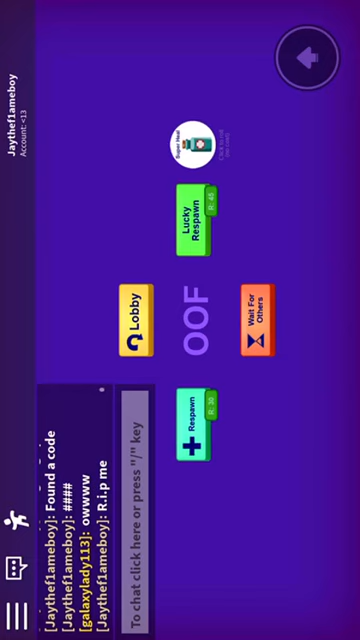 Jaythef1ameboy
Account: <13
[Jaythef1ameboy]: Found a code
[Jaythef1ameboy]: ####
[galaxylady113]: owwww
[Jaythef1ameboy]: R.i.p me
To chat click here or press "/" key
Lobby
OOF
Respawn
R: 30
Lucky
Respawn
R: 45
Super Heal
Wait For
Others